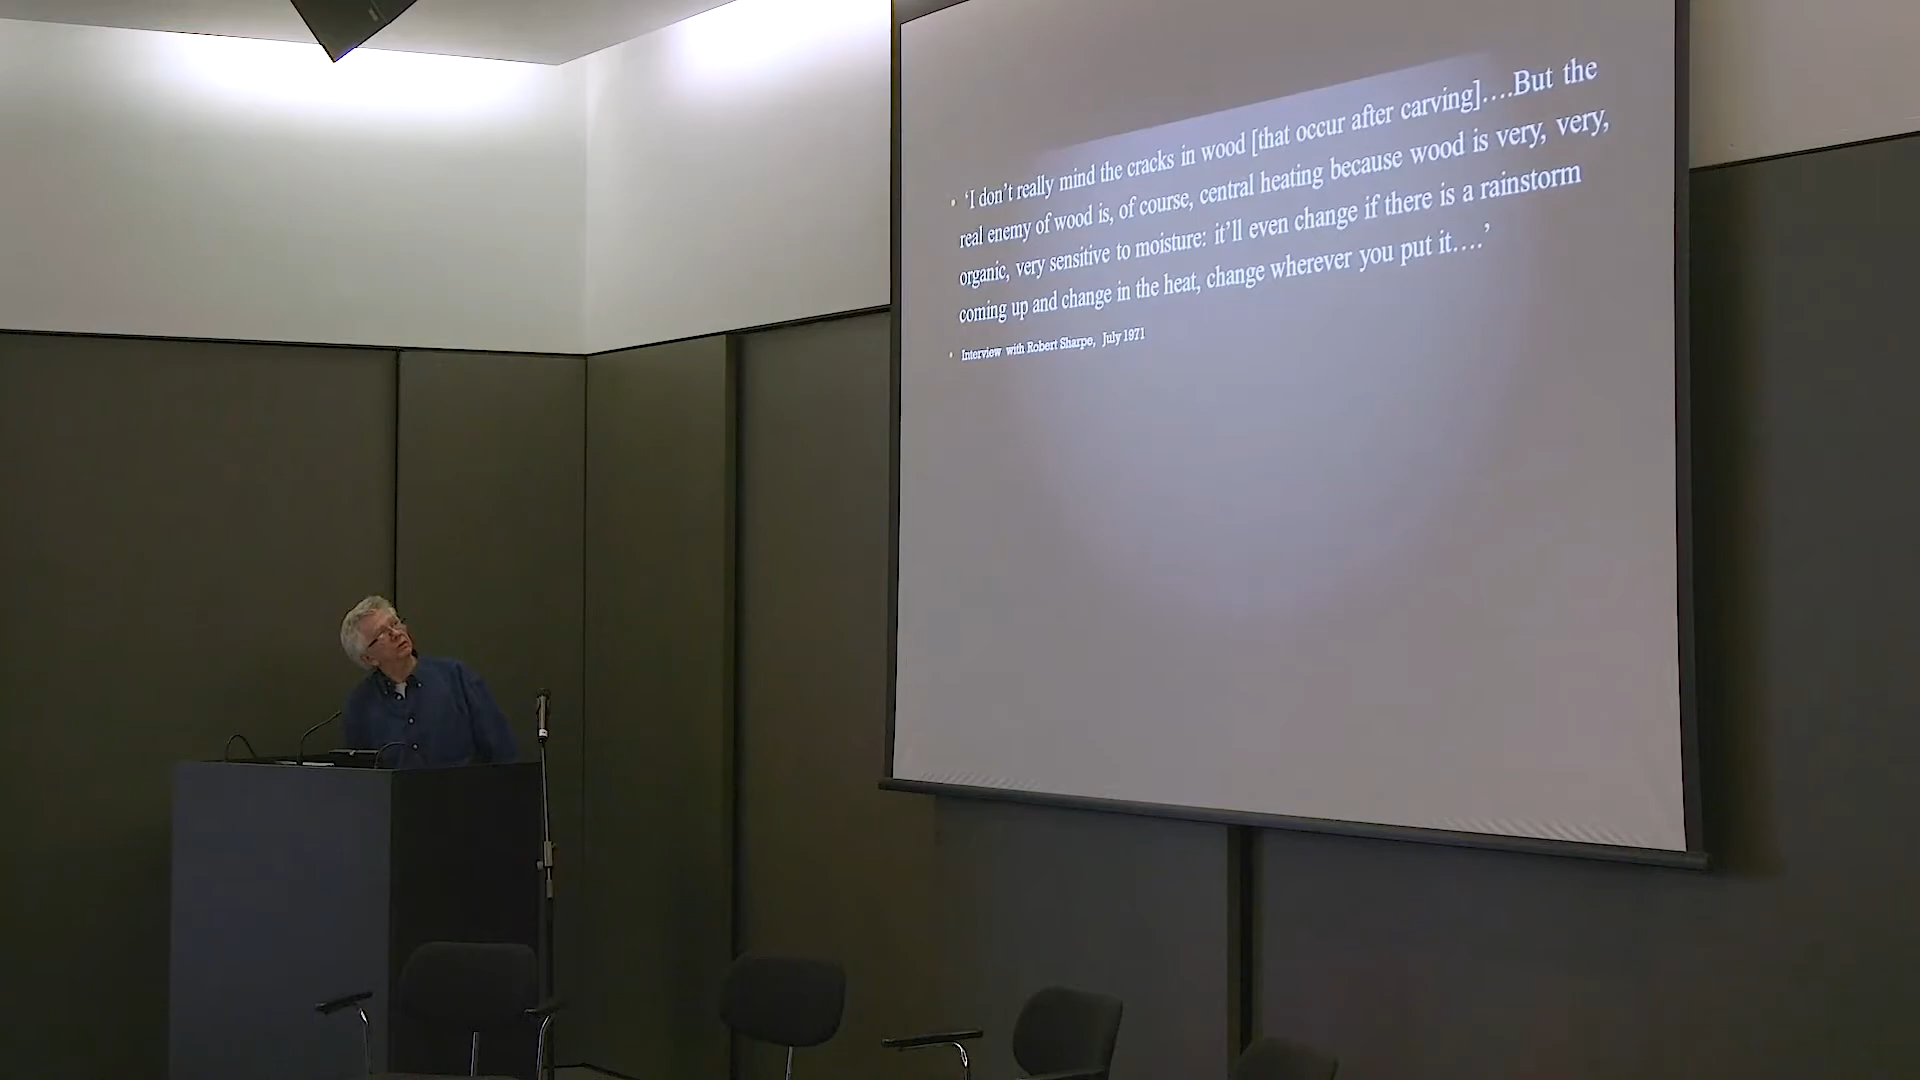 ‘I don’t really mind the cracks in wood [that occur after carving]….But the
real enemy of wood is, of course, central heating because wood is very, very,
organic, very sensitive to moisture: it’ll even change if there is a rainstorm
coming up and change in the heat, change wherever you put it….’
Interview with Robert Sharpe, July 1971